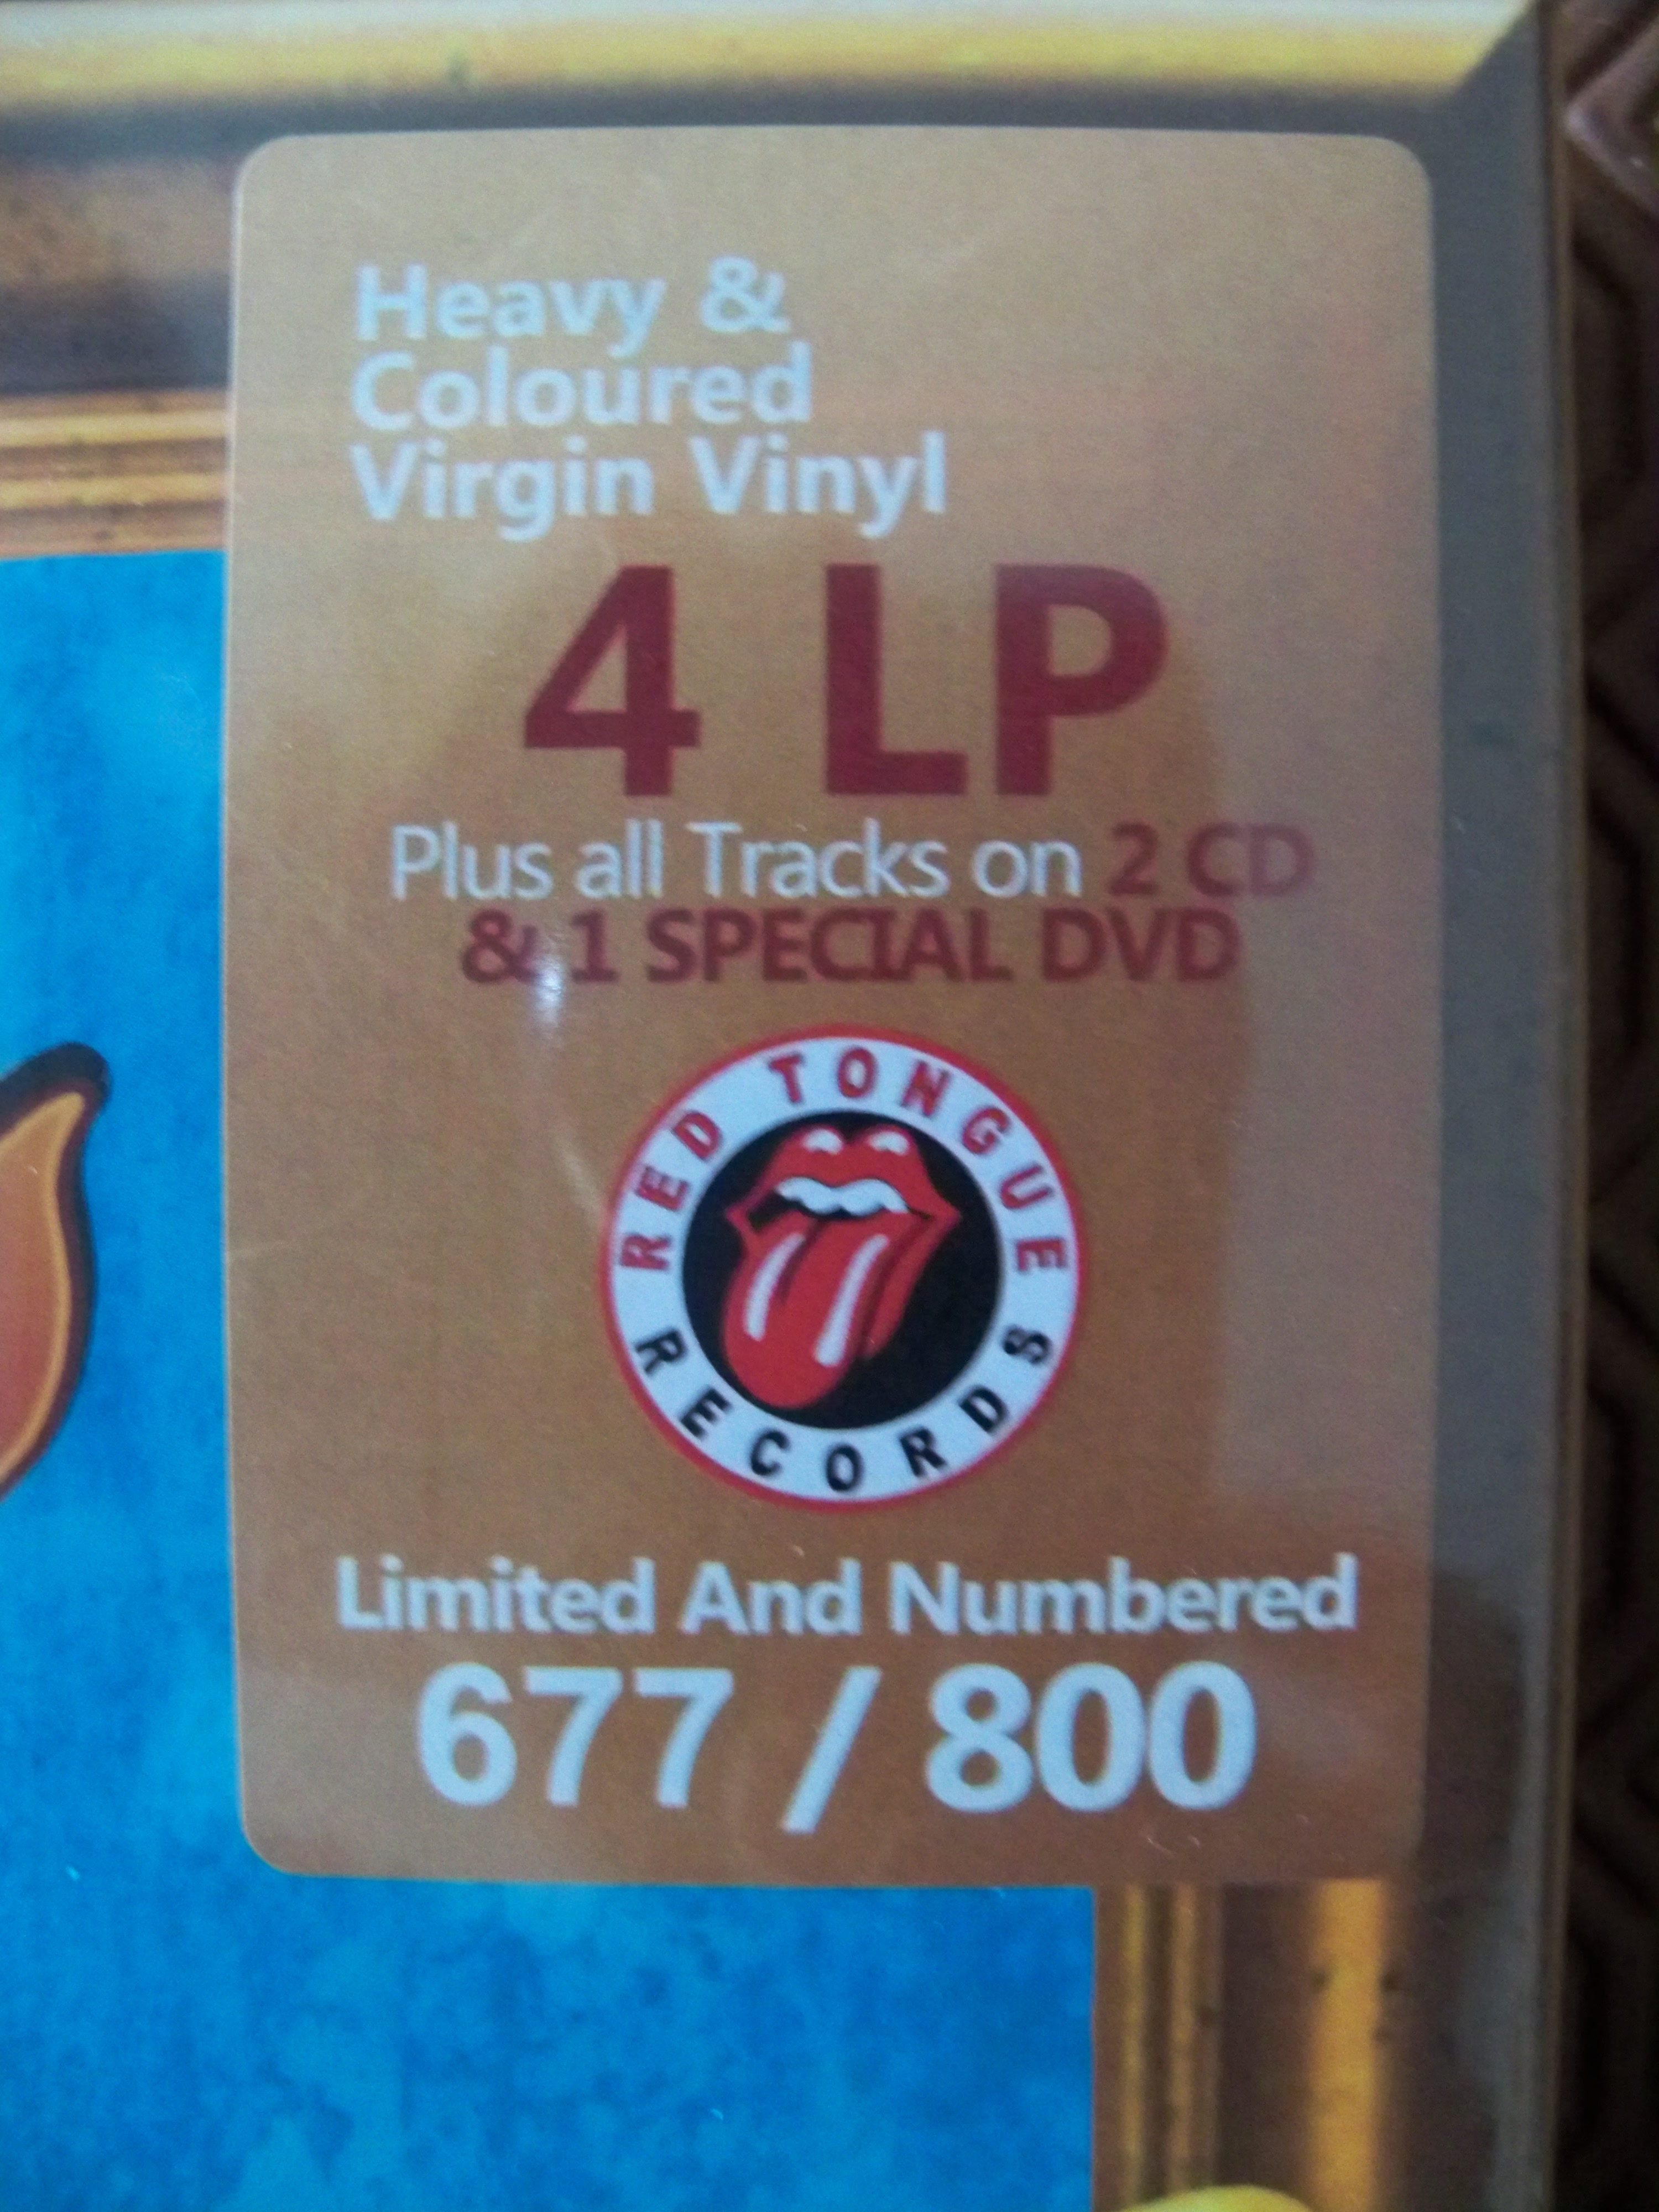 Heavy &
Coloured
Virgin Vinyl
4 LP
Plus all Tracks on 2 CD
& 1 SPECIAL DVD
RED TONGUE
RECORDS
Limited And Numbered
677 / 800